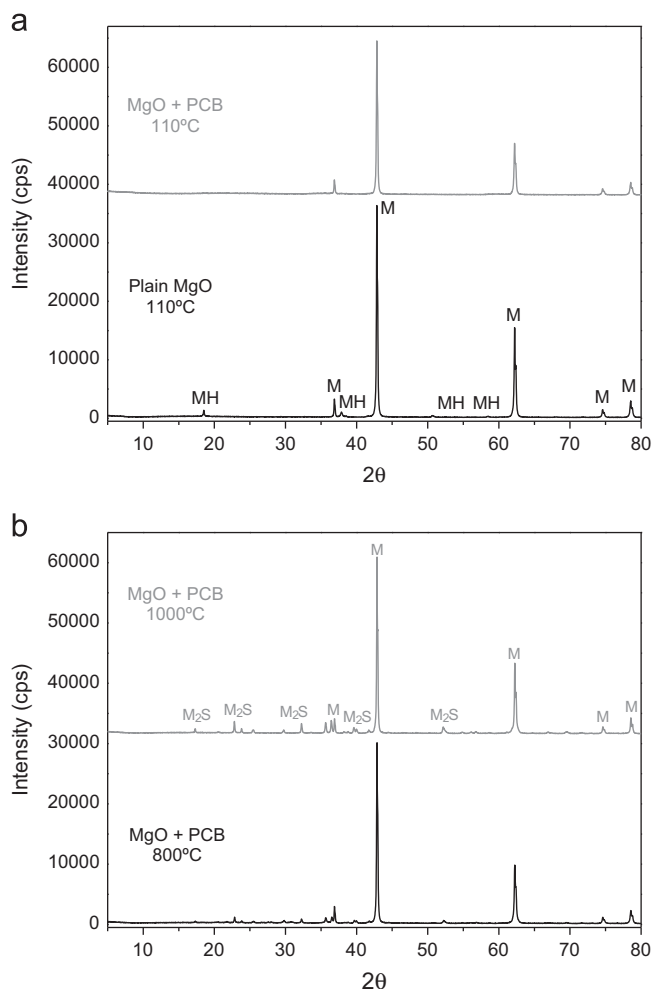 a
60000
50000
40000
30000
20000
10000
0
Intensity (cps)
MgO + PCB
110ºC
M
Plain MgO
110ºC
M
MH
M
MH
MH
MH
M
M
10 20 30 40 50 60 70 80
2θ
b
60000
50000
40000
30000
20000
10000
0
Intensity (cps)
M
MgO + PCB
1000ºC
M
M₂S
M₂S
M₂S
M
M₂S
M₂S
M
M
MgO + PCB
800ºC
10 20 30 40 50 60 70 80
2θ